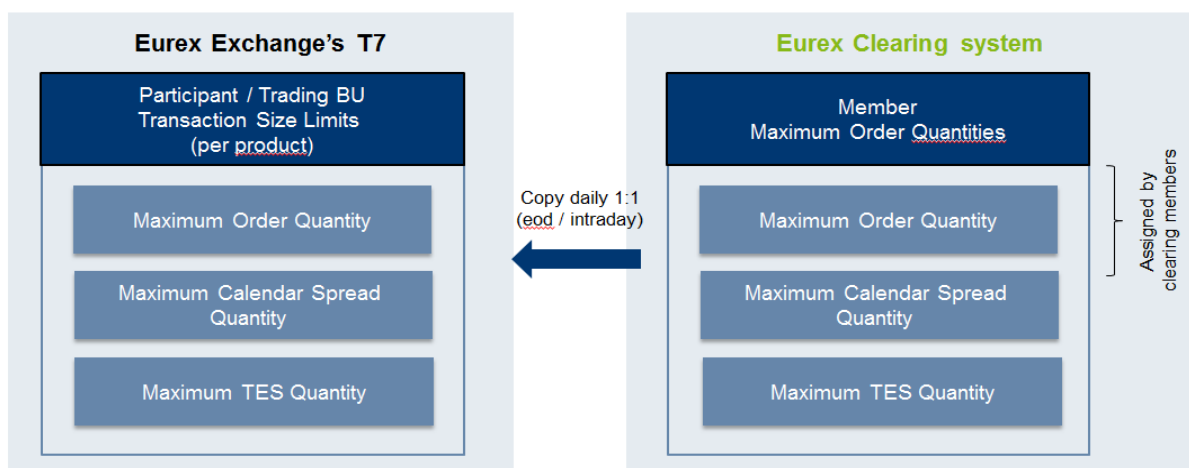 Eurex Exchange's T7
Participant / Trading BU
Transaction Size Limits
(per product)
Maximum Order Quantity
Maximum Calendar Spread
Quantity
Maximum TES Quantity
Copy daily 1:1
(eod / intraday)
Eurex Clearing system
Member
Maximum Order Quantities
Maximum Order Quantity
Maximum Calendar Spread
Quantity
Maximum TES Quantity
Assigned by
clearing members